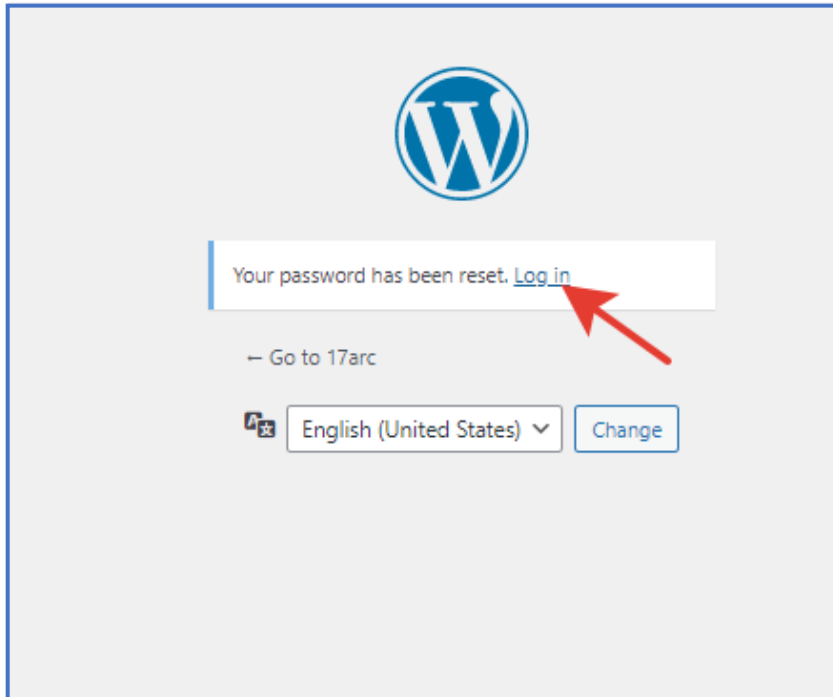 Your password has been reset. Log in
← Go to 17arc
English (United States)
Change